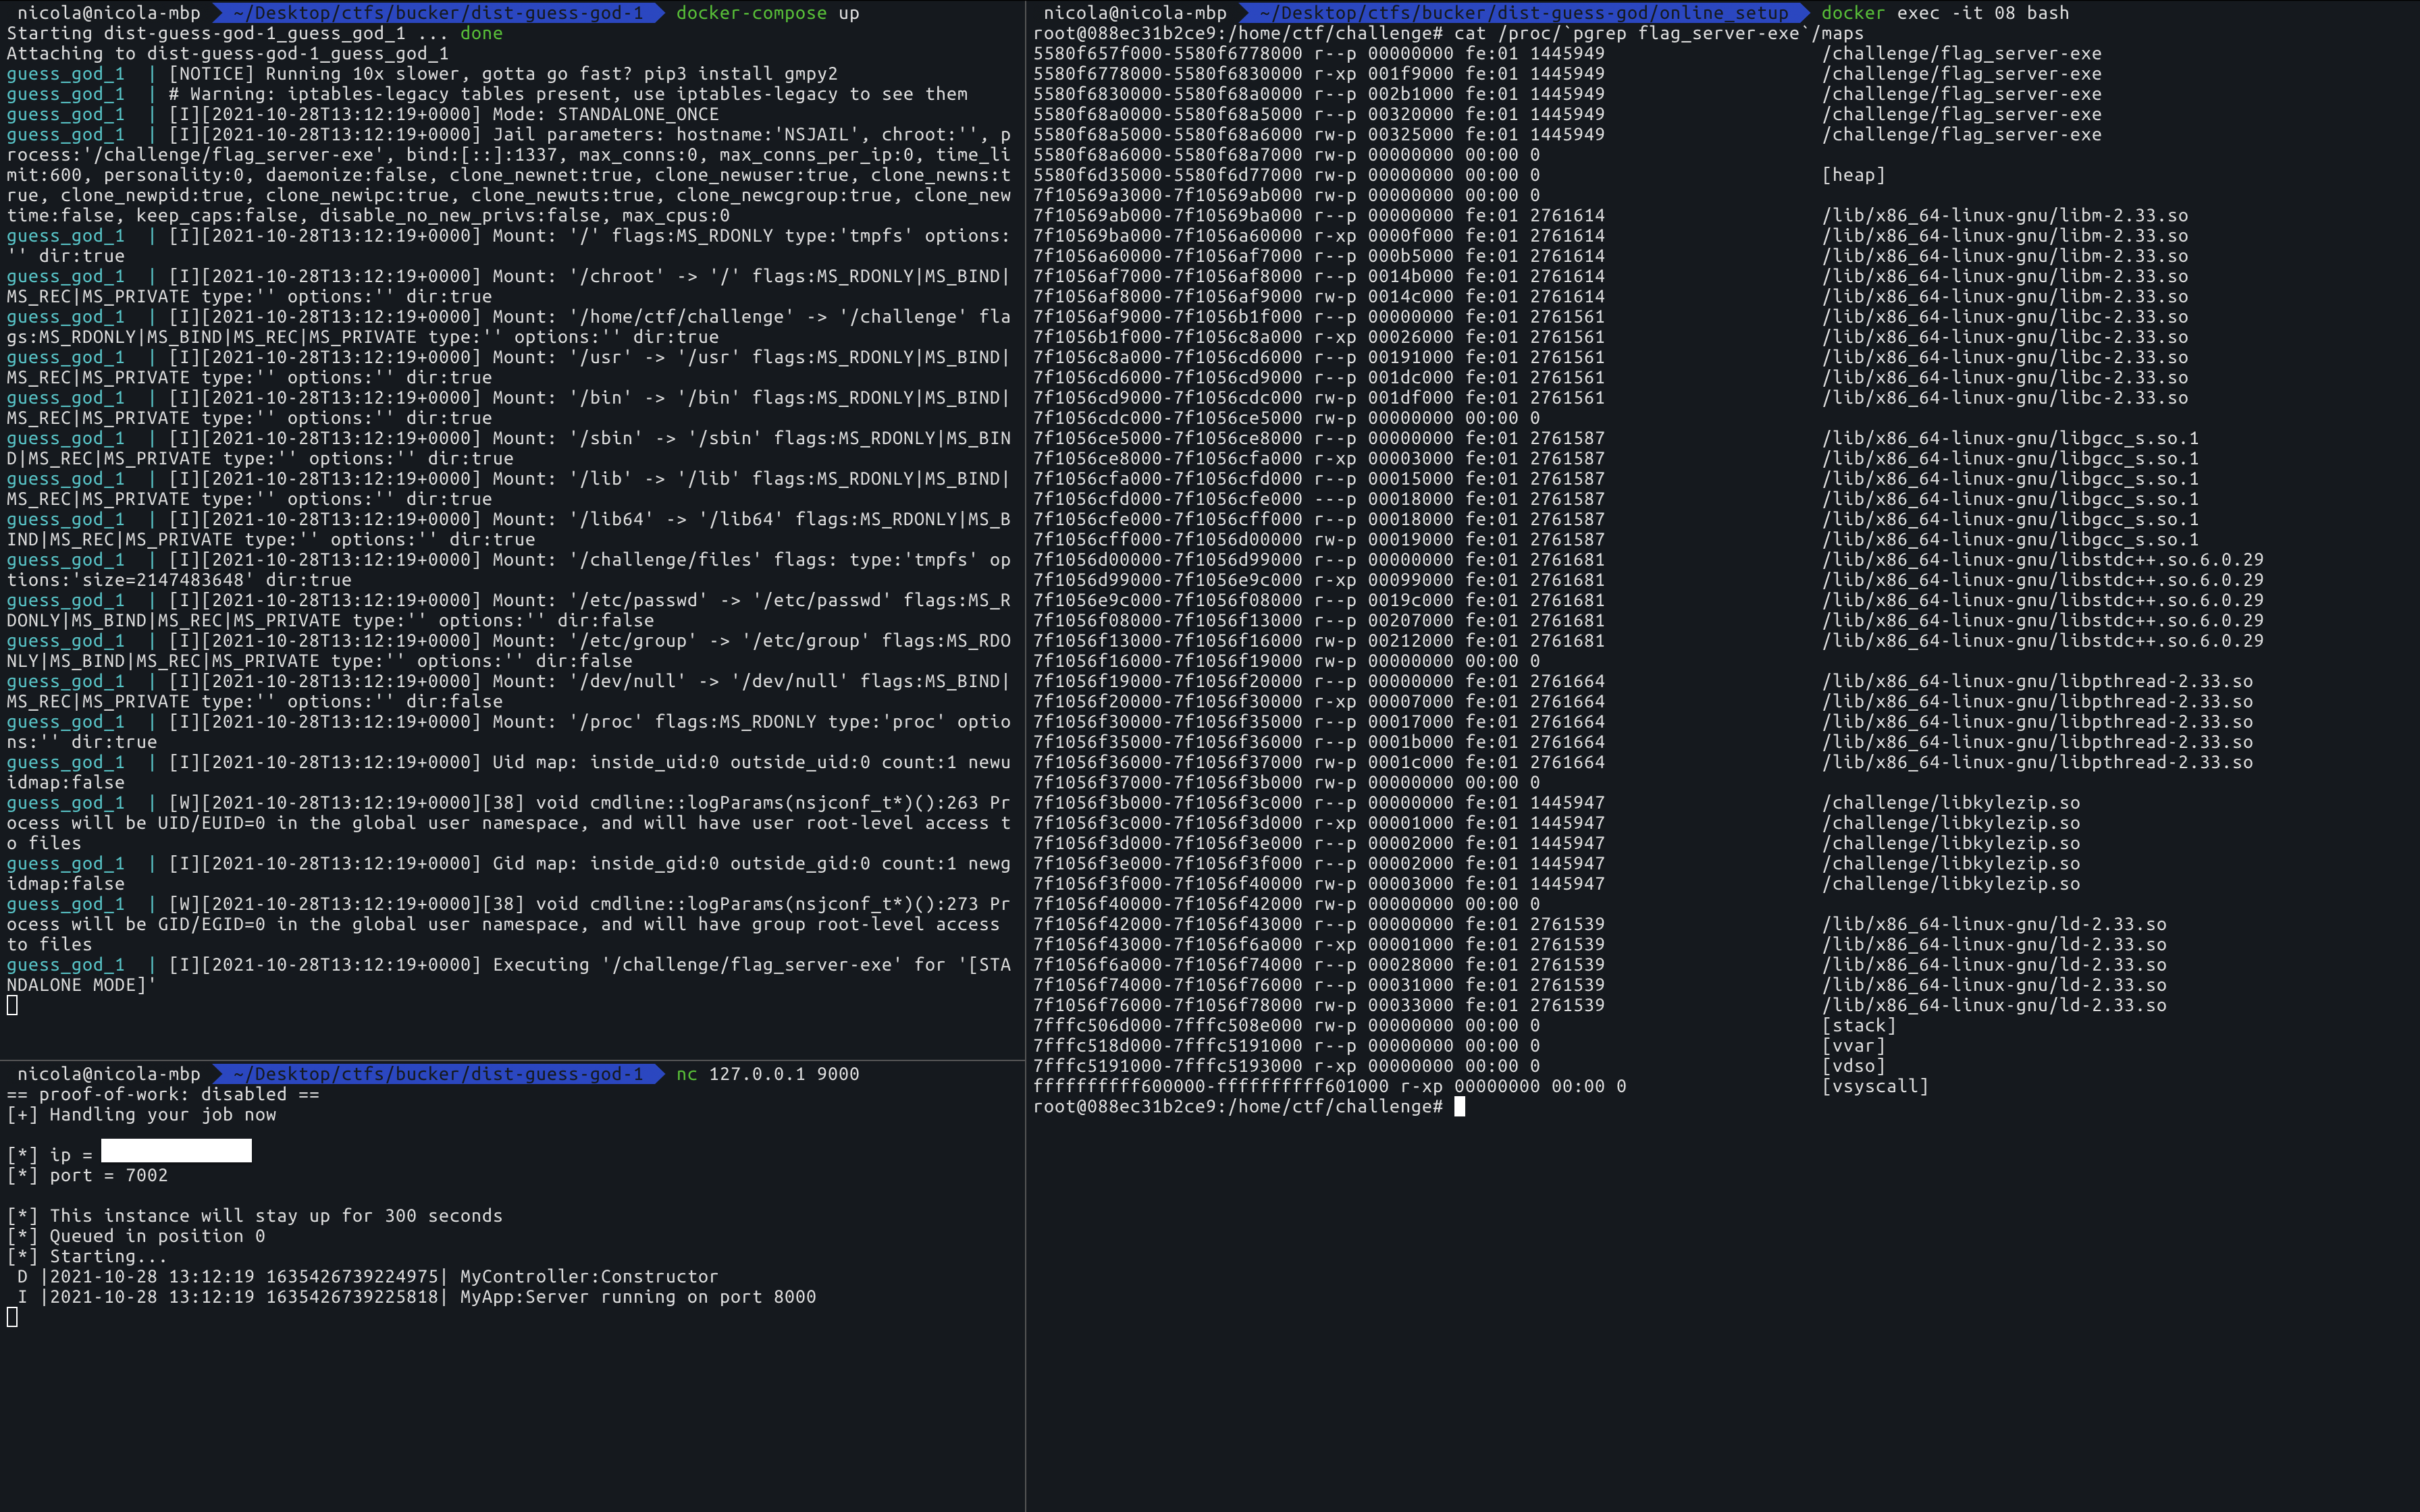 nicola@nicola-mbp ~/Desktop/ctfs/bucker/dist-guess-god-1 docker-compose up
Starting dist-guess-god-1_guess_god_1 ... done
Attaching to dist-guess-god-1_guess_god_1
guess_god_1  | [NOTICE] Running 10x slower, gotta go fast? pip3 install gmpy2
guess_god_1  | # Warning: iptables-legacy tables present, use iptables-legacy to see them
guess_god_1  | [I][2021-10-28T13:12:19+0000] Mode: STANDALONE_ONCE
guess_god_1  | [I][2021-10-28T13:12:19+0000] Jail parameters: hostname:'NSJAIL', chroot:'', p
rocess:'/challenge/flag_server-exe', bind:[::]:1337, max_conns:0, max_conns_per_ip:0, time_li
mit:600, personality:0, daemonize:false, clone_newnet:true, clone_newuser:true, clone_newns:t
rue, clone_newpid:true, clone_newipc:true, clone_newuts:true, clone_newcgroup:true, clone_new
time:false, keep_caps:false, disable_no_new_privs:false, max_cpus:0
guess_god_1  | [I][2021-10-28T13:12:19+0000] Mount: '/' flags:MS_RDONLY type:'tmpfs' options:
'' dir:true
guess_god_1  | [I][2021-10-28T13:12:19+0000] Mount: '/chroot' -> '/' flags:MS_RDONLY|MS_BIND|
MS_REC|MS_PRIVATE type:'' options:'' dir:true
guess_god_1  | [I][2021-10-28T13:12:19+0000] Mount: '/home/ctf/challenge' -> '/challenge' fla
gs:MS_RDONLY|MS_BIND|MS_REC|MS_PRIVATE type:'' options:'' dir:true
guess_god_1  | [I][2021-10-28T13:12:19+0000] Mount: '/usr' -> '/usr' flags:MS_RDONLY|MS_BIND|
MS_REC|MS_PRIVATE type:'' options:'' dir:true
guess_god_1  | [I][2021-10-28T13:12:19+0000] Mount: '/bin' -> '/bin' flags:MS_RDONLY|MS_BIND|
MS_REC|MS_PRIVATE type:'' options:'' dir:true
guess_god_1  | [I][2021-10-28T13:12:19+0000] Mount: '/sbin' -> '/sbin' flags:MS_RDONLY|MS_BIN
D|MS_REC|MS_PRIVATE type:'' options:'' dir:true
guess_god_1  | [I][2021-10-28T13:12:19+0000] Mount: '/lib' -> '/lib' flags:MS_RDONLY|MS_BIND|
MS_REC|MS_PRIVATE type:'' options:'' dir:true
guess_god_1  | [I][2021-10-28T13:12:19+0000] Mount: '/lib64' -> '/lib64' flags:MS_RDONLY|MS_B
IND|MS_REC|MS_PRIVATE type:'' options:'' dir:true
guess_god_1  | [I][2021-10-28T13:12:19+0000] Mount: '/challenge/files' flags: type:'tmpfs' op
tions:'size=2147483648' dir:true
guess_god_1  | [I][2021-10-28T13:12:19+0000] Mount: '/etc/passwd' -> '/etc/passwd' flags:MS_R
DONLY|MS_BIND|MS_REC|MS_PRIVATE type:'' options:'' dir:false
guess_god_1  | [I][2021-10-28T13:12:19+0000] Mount: '/etc/group' -> '/etc/group' flags:MS_RDO
NLY|MS_BIND|MS_REC|MS_PRIVATE type:'' options:'' dir:false
guess_god_1  | [I][2021-10-28T13:12:19+0000] Mount: '/dev/null' -> '/dev/null' flags:MS_BIND|
MS_REC|MS_PRIVATE type:'' options:'' dir:false
guess_god_1  | [I][2021-10-28T13:12:19+0000] Mount: '/proc' flags:MS_RDONLY type:'proc' optio
ns:'' dir:true
guess_god_1  | [I][2021-10-28T13:12:19+0000] Uid map: inside_uid:0 outside_uid:0 count:1 newu
idmap:false
guess_god_1  | [W][2021-10-28T13:12:19+0000][38] void cmdline::logParams(nsjconf_t*)():263 Pr
ocess will be UID/EUID=0 in the global user namespace, and will have user root-level access t
o files
guess_god_1  | [I][2021-10-28T13:12:19+0000] Gid map: inside_gid:0 outside_gid:0 count:1 newg
idmap:false
guess_god_1  | [W][2021-10-28T13:12:19+0000][38] void cmdline::logParams(nsjconf_t*)():273 Pr
ocess will be GID/EGID=0 in the global user namespace, and will have group root-level access
to files
guess_god_1  | [I][2021-10-28T13:12:19+0000] Executing '/challenge/flag_server-exe' for '[STA
NDALONE MODE]'
nicola@nicola-mbp ~/Desktop/ctfs/bucker/dist-guess-god-1 nc 127.0.0.1 9000
== proof-of-work: disabled ==
[+] Handling your job now
[*] ip =
[*] port = 7002
[*] This instance will stay up for 300 seconds
[*] Queued in position 0
[*] Starting...
D |2021-10-28 13:12:19 1635426739224975| MyController:Constructor
I |2021-10-28 13:12:19 1635426739225818| MyApp:Server running on port 8000
nicola@nicola-mbp ~/Desktop/ctfs/bucker/dist-guess-god/online_setup docker exec -it 08 bash
root@088ec31b2ce9:/home/ctf/challenge# cat /proc/`pgrep flag_server-exe`/maps
5580f657f000-5580f6778000 r--p 00000000 fe:01 1445949 /challenge/flag_server-exe
5580f6778000-5580f6830000 r-xp 001f9000 fe:01 1445949 /challenge/flag_server-exe
5580f6830000-5580f68a0000 r--p 002b1000 fe:01 1445949 /challenge/flag_server-exe
5580f68a0000-5580f68a5000 r--p 00320000 fe:01 1445949 /challenge/flag_server-exe
5580f68a5000-5580f68a6000 rw-p 00325000 fe:01 1445949 /challenge/flag_server-exe
5580f68a6000-5580f68a7000 rw-p 00000000 00:00 0
5580f6d35000-5580f6d77000 rw-p 00000000 00:00 0 [heap]
7f10569a3000-7f10569ab000 rw-p 00000000 00:00 0
7f10569ab000-7f10569ba000 r--p 00000000 fe:01 2761614 /lib/x86_64-linux-gnu/libm-2.33.so
7f10569ba000-7f1056a60000 r-xp 0000f000 fe:01 2761614 /lib/x86_64-linux-gnu/libm-2.33.so
7f1056a60000-7f1056af7000 r--p 000b5000 fe:01 2761614 /lib/x86_64-linux-gnu/libm-2.33.so
7f1056af7000-7f1056af8000 r--p 0014b000 fe:01 2761614 /lib/x86_64-linux-gnu/libm-2.33.so
7f1056af8000-7f1056af9000 rw-p 0014c000 fe:01 2761614 /lib/x86_64-linux-gnu/libm-2.33.so
7f1056af9000-7f1056b1f000 r--p 00000000 fe:01 2761561 /lib/x86_64-linux-gnu/libc-2.33.so
7f1056b1f000-7f1056c8a000 r-xp 00026000 fe:01 2761561 /lib/x86_64-linux-gnu/libc-2.33.so
7f1056c8a000-7f1056cd6000 r--p 00191000 fe:01 2761561 /lib/x86_64-linux-gnu/libc-2.33.so
7f1056cd6000-7f1056cd9000 r--p 001dc000 fe:01 2761561 /lib/x86_64-linux-gnu/libc-2.33.so
7f1056cd9000-7f1056cdc000 rw-p 001df000 fe:01 2761561 /lib/x86_64-linux-gnu/libc-2.33.so
7f1056cdc000-7f1056ce5000 rw-p 00000000 00:00 0
7f1056ce5000-7f1056ce8000 r--p 00000000 fe:01 2761587 /lib/x86_64-linux-gnu/libgcc_s.so.1
7f1056ce8000-7f1056cfa000 r-xp 00003000 fe:01 2761587 /lib/x86_64-linux-gnu/libgcc_s.so.1
7f1056cfa000-7f1056cfd000 r--p 00015000 fe:01 2761587 /lib/x86_64-linux-gnu/libgcc_s.so.1
7f1056cfd000-7f1056cfe000 ---p 00018000 fe:01 2761587 /lib/x86_64-linux-gnu/libgcc_s.so.1
7f1056cfe000-7f1056cff000 r--p 00018000 fe:01 2761587 /lib/x86_64-linux-gnu/libgcc_s.so.1
7f1056cff000-7f1056d00000 rw-p 00019000 fe:01 2761587 /lib/x86_64-linux-gnu/libgcc_s.so.1
7f1056d00000-7f1056d99000 r--p 00000000 fe:01 2761681 /lib/x86_64-linux-gnu/libstdc++.so.6.0.29
7f1056d99000-7f1056e9c000 r-xp 00099000 fe:01 2761681 /lib/x86_64-linux-gnu/libstdc++.so.6.0.29
7f1056e9c000-7f1056f08000 r--p 0019c000 fe:01 2761681 /lib/x86_64-linux-gnu/libstdc++.so.6.0.29
7f1056f08000-7f1056f13000 r--p 00207000 fe:01 2761681 /lib/x86_64-linux-gnu/libstdc++.so.6.0.29
7f1056f13000-7f1056f16000 rw-p 00212000 fe:01 2761681 /lib/x86_64-linux-gnu/libstdc++.so.6.0.29
7f1056f16000-7f1056f19000 rw-p 00000000 00:00 0
7f1056f19000-7f1056f20000 r--p 00000000 fe:01 2761664 /lib/x86_64-linux-gnu/libpthread-2.33.so
7f1056f20000-7f1056f30000 r-xp 00007000 fe:01 2761664 /lib/x86_64-linux-gnu/libpthread-2.33.so
7f1056f30000-7f1056f35000 r--p 00017000 fe:01 2761664 /lib/x86_64-linux-gnu/libpthread-2.33.so
7f1056f35000-7f1056f36000 r--p 0001b000 fe:01 2761664 /lib/x86_64-linux-gnu/libpthread-2.33.so
7f1056f36000-7f1056f37000 rw-p 0001c000 fe:01 2761664 /lib/x86_64-linux-gnu/libpthread-2.33.so
7f1056f37000-7f1056f3b000 rw-p 00000000 00:00 0
7f1056f3b000-7f1056f3c000 r--p 00000000 fe:01 1445947 /challenge/libkylezip.so
7f1056f3c000-7f1056f3d000 r-xp 00001000 fe:01 1445947 /challenge/libkylezip.so
7f1056f3d000-7f1056f3e000 r--p 00002000 fe:01 1445947 /challenge/libkylezip.so
7f1056f3e000-7f1056f3f000 r--p 00002000 fe:01 1445947 /challenge/libkylezip.so
7f1056f3f000-7f1056f40000 rw-p 00003000 fe:01 1445947 /challenge/libkylezip.so
7f1056f40000-7f1056f42000 rw-p 00000000 00:00 0
7f1056f42000-7f1056f43000 r--p 00000000 fe:01 2761539 /lib/x86_64-linux-gnu/ld-2.33.so
7f1056f43000-7f1056f6a000 r-xp 00001000 fe:01 2761539 /lib/x86_64-linux-gnu/ld-2.33.so
7f1056f6a000-7f1056f74000 r--p 00028000 fe:01 2761539 /lib/x86_64-linux-gnu/ld-2.33.so
7f1056f74000-7f1056f76000 r--p 00031000 fe:01 2761539 /lib/x86_64-linux-gnu/ld-2.33.so
7f1056f76000-7f1056f78000 rw-p 00033000 fe:01 2761539 /lib/x86_64-linux-gnu/ld-2.33.so
7fffc506d000-7fffc508e000 rw-p 00000000 00:00 0 [stack]
7fffc518d000-7fffc5191000 r--p 00000000 00:00 0 [vvar]
7fffc5191000-7fffc5193000 r-xp 00000000 00:00 0 [vdso]
ffffffffff600000-ffffffffff601000 r-xp 00000000 00:00 0 [vsyscall]
root@088ec31b2ce9:/home/ctf/challenge#